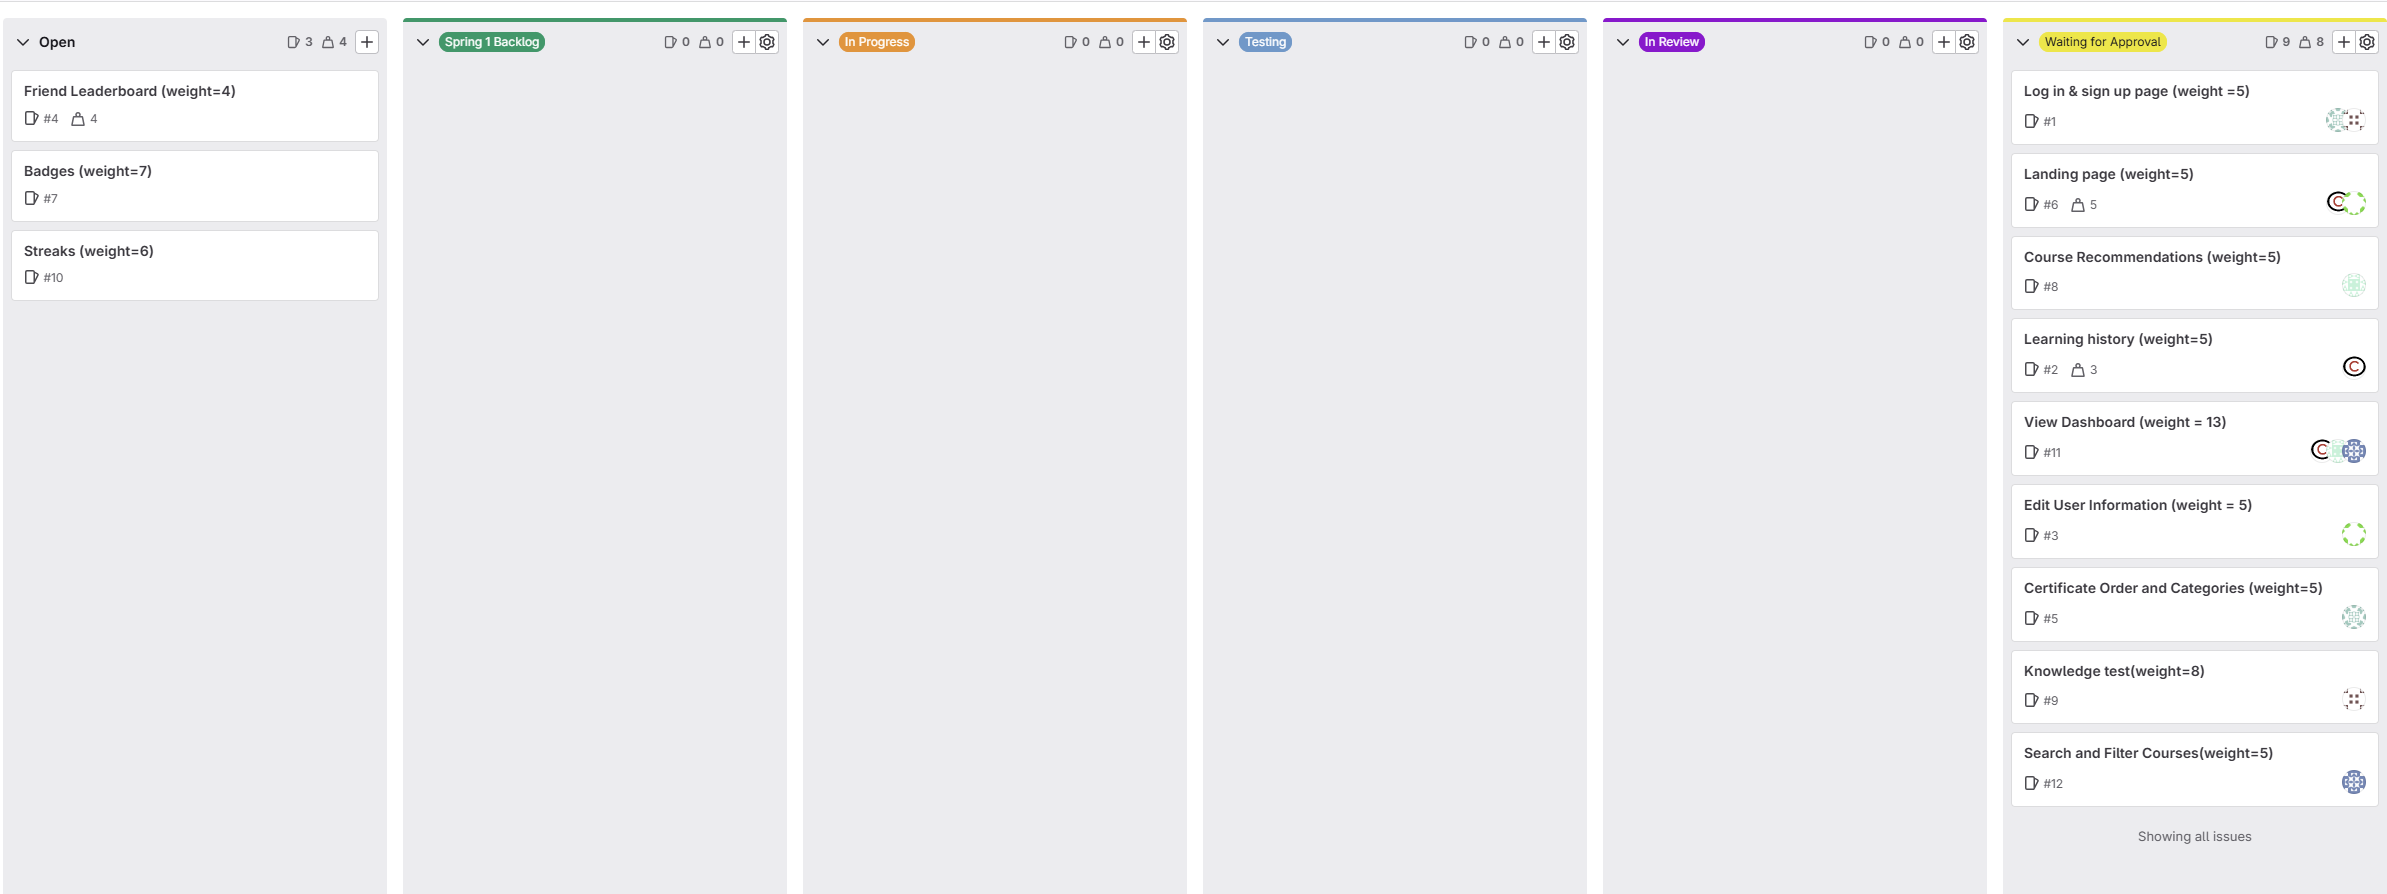 Open 3 4
Friend Leaderboard (weight=4)
#4 4
Badges (weight=7)
#7
Streaks (weight=6)
#10
Spring 1 Backlog 0 0
In Progress 0 0
Testing 0 0
In Review 0 0
Waiting for Approval 9 8
Log in & sign up page (weight =5)
#1
Landing page (weight=5)
#6 5
C
Course Recommendations (weight=5)
#8
Learning history (weight=5)
#2 3
C
View Dashboard (weight = 13)
#11
C
Edit User Information (weight = 5)
#3
Certificate Order and Categories (weight=5)
#5
Knowledge test(weight=8)
#9
Search and Filter Courses(weight=5)
#12
Showing all issues